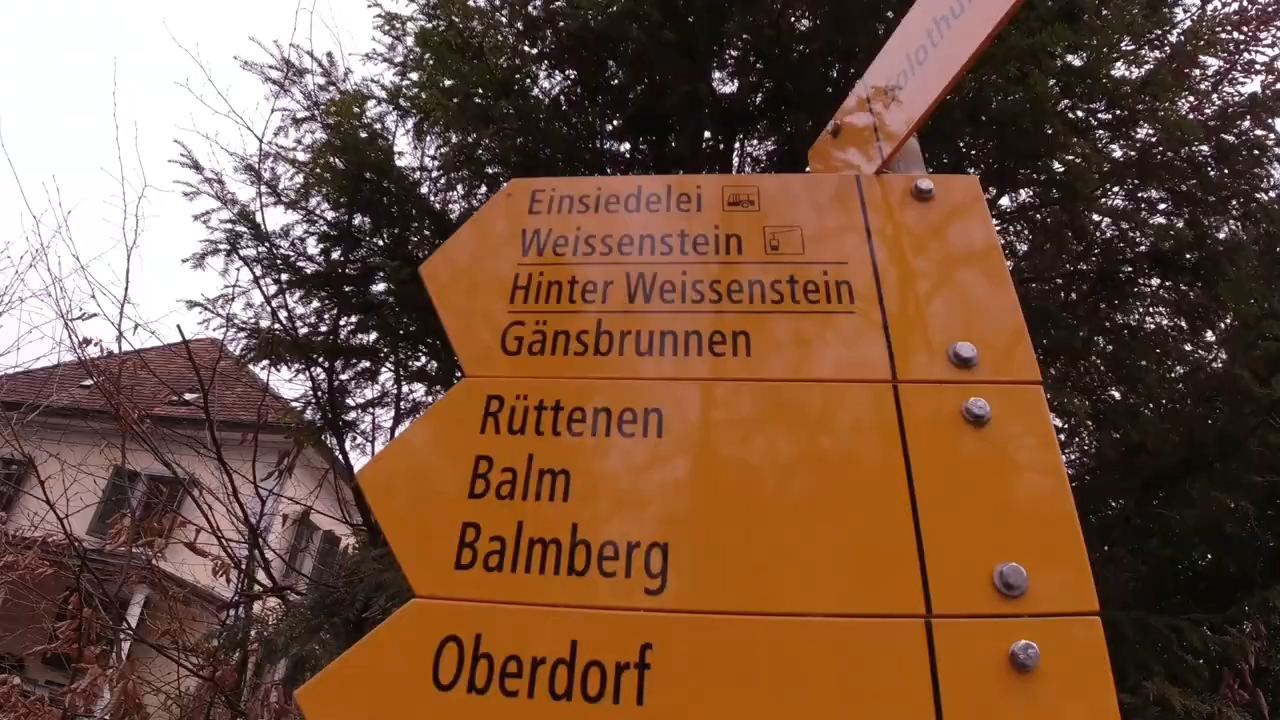 Einsiedelei
Weissenstein
Hinter Weissenstein
Gänsbrunnen
Rüttenen
Balm
Balmberg
Oberdorf